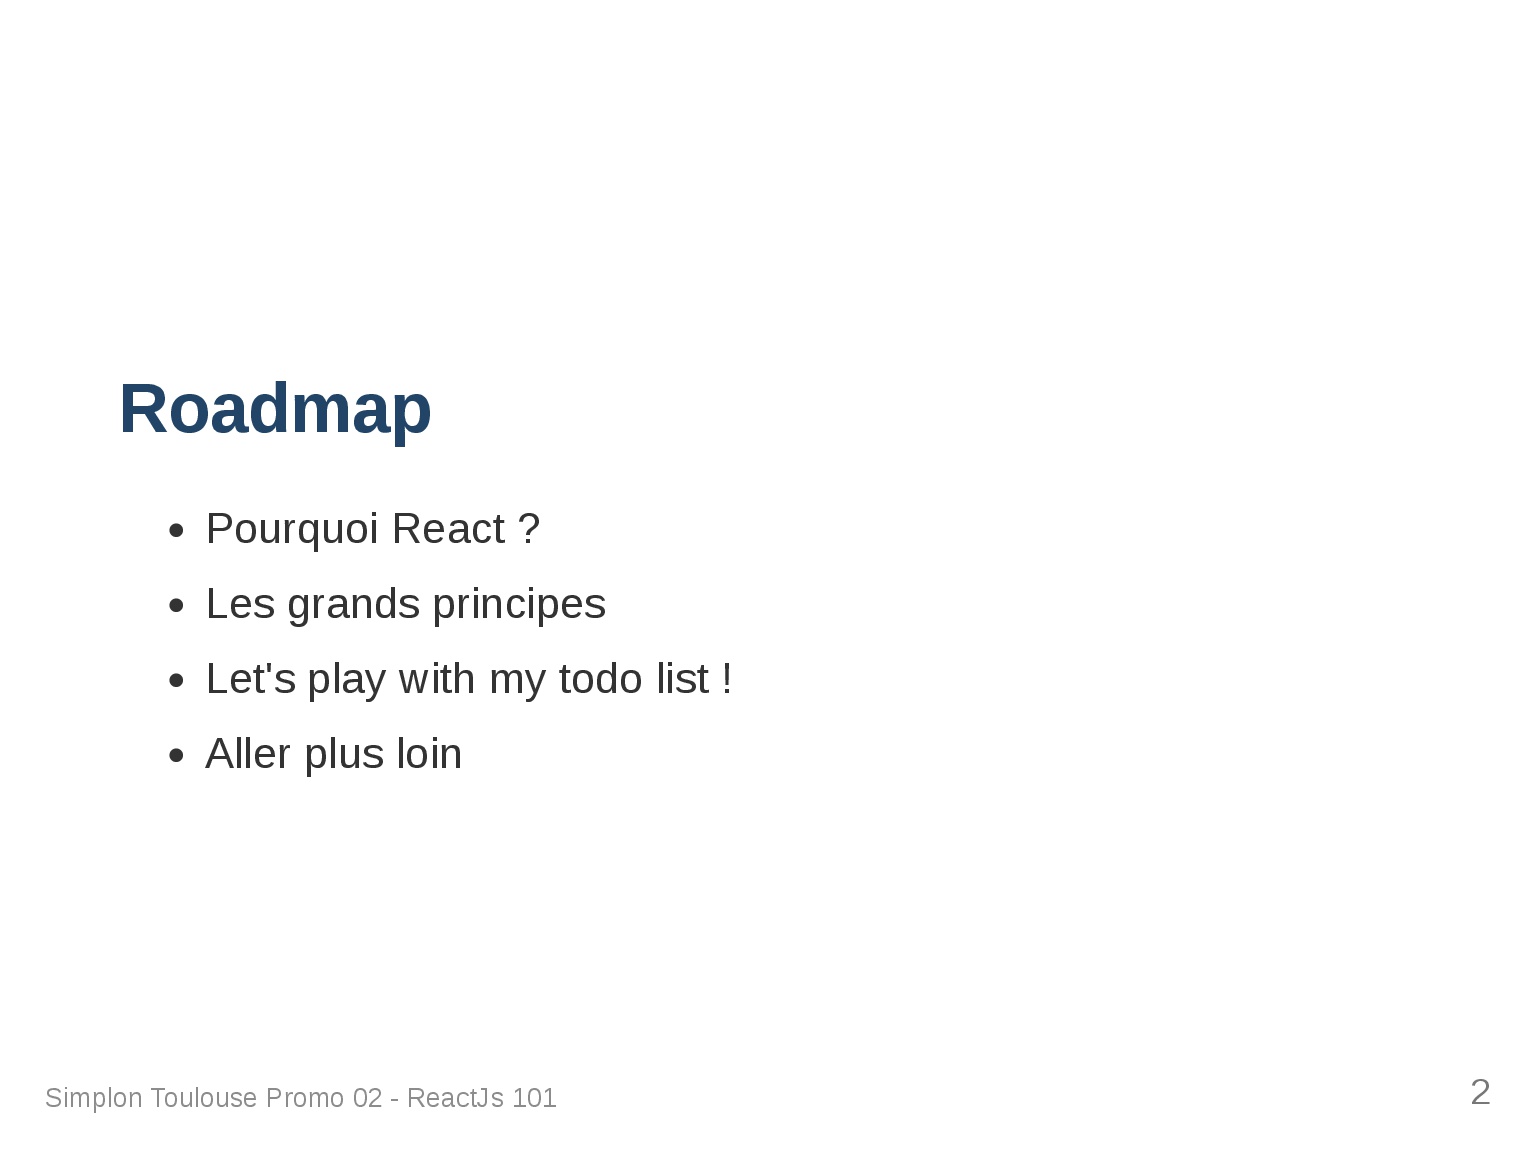 Roadmap
• Pourquoi React ?
• Les grands principes
• Let's play with my todo list !
• Aller plus loin
Simplon Toulouse Promo 02 - ReactJs 101
2